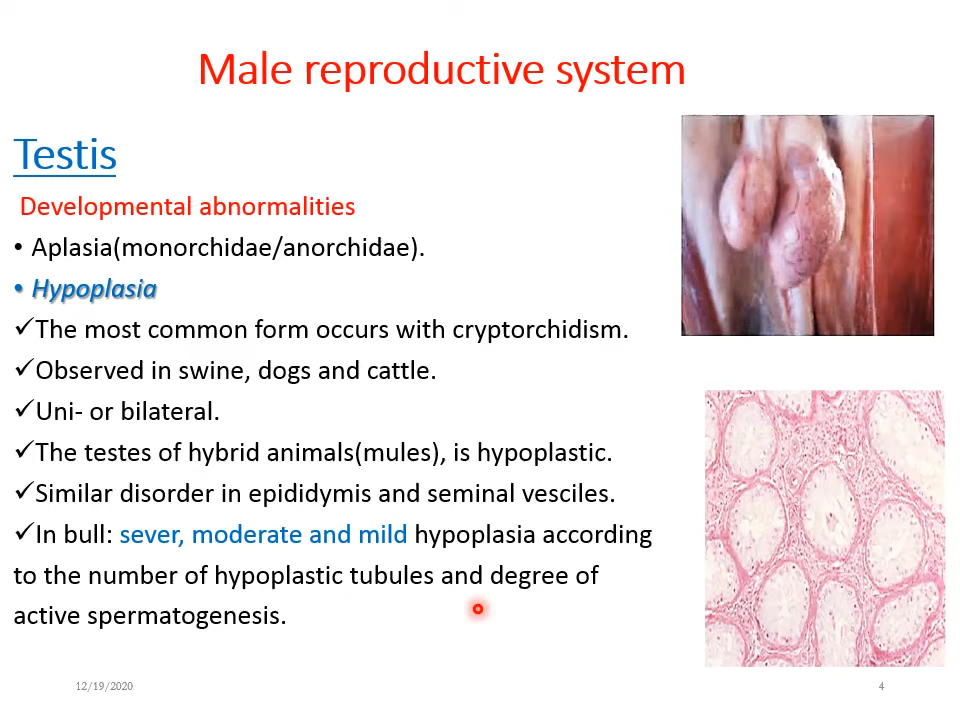 Male reproductive system
Testis
Developmental abnormalities
• Aplasia(monorchidae/anorchidae).
• Hypoplasia
✓The most common form occurs with cryptorchidism.
✓Observed in swine, dogs and cattle.
✓Uni- or bilateral.
✓The testes of hybrid animals(mules), is hypoplastic.
✓Similar disorder in epididymis and seminal vesciles.
✓In bull: sever, moderate and mild hypoplasia according
to the number of hypoplastic tubules and degree of
active spermatogenesis.
12/19/2020
4